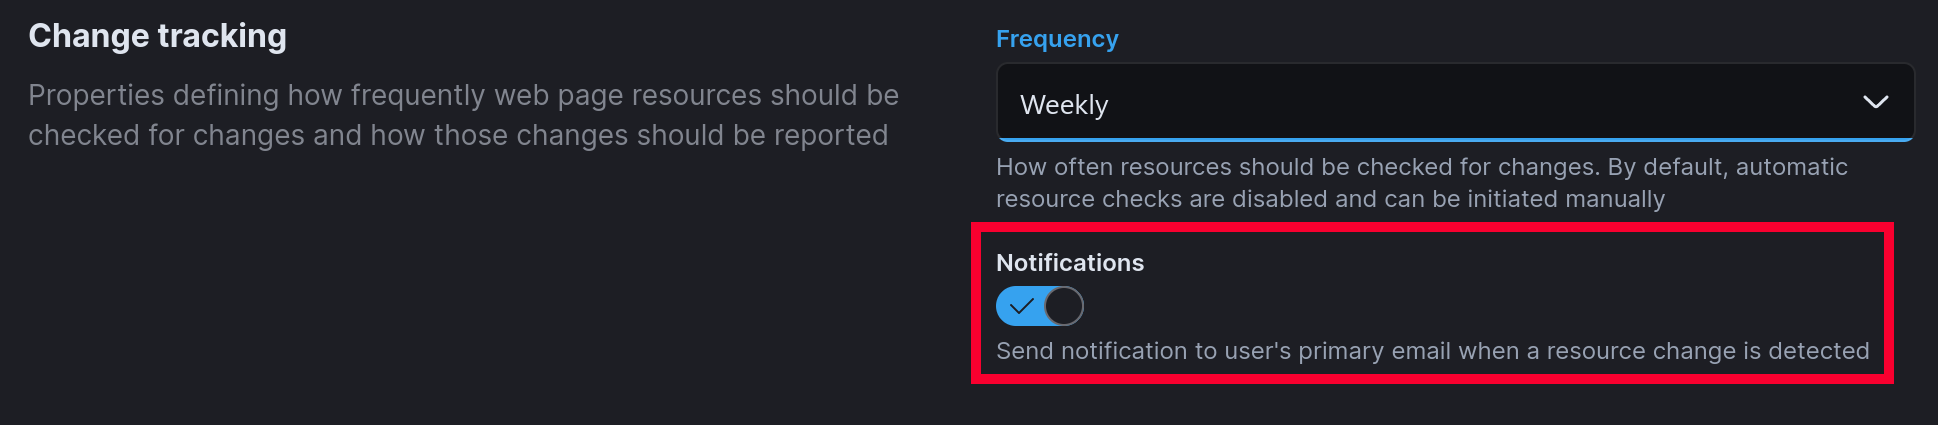 Change tracking
Properties defining how frequently web page resources should be
checked for changes and how those changes should be reported
Frequency
Weekly
How often resources should be checked for changes. By default, automatic
resource checks are disabled and can be initiated manually
Notifications
Send notification to user's primary email when a resource change is detected